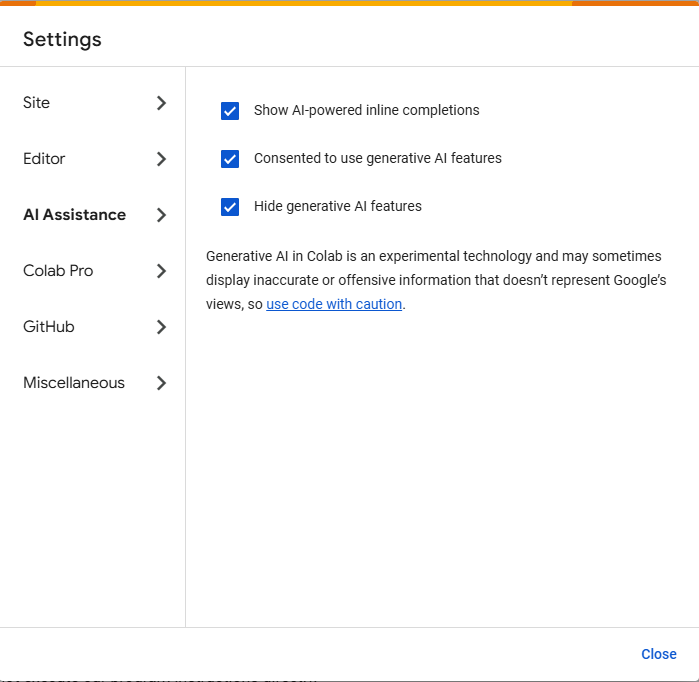 Settings
Site
Editor
AI Assistance
Colab Pro
GitHub
Miscellaneous
Show AI-powered inline completions
Consented to use generative AI features
Hide generative AI features
Generative AI in Colab is an experimental technology and may sometimes
display inaccurate or offensive information that doesn’t represent Google’s
views, so use code with caution.
Close